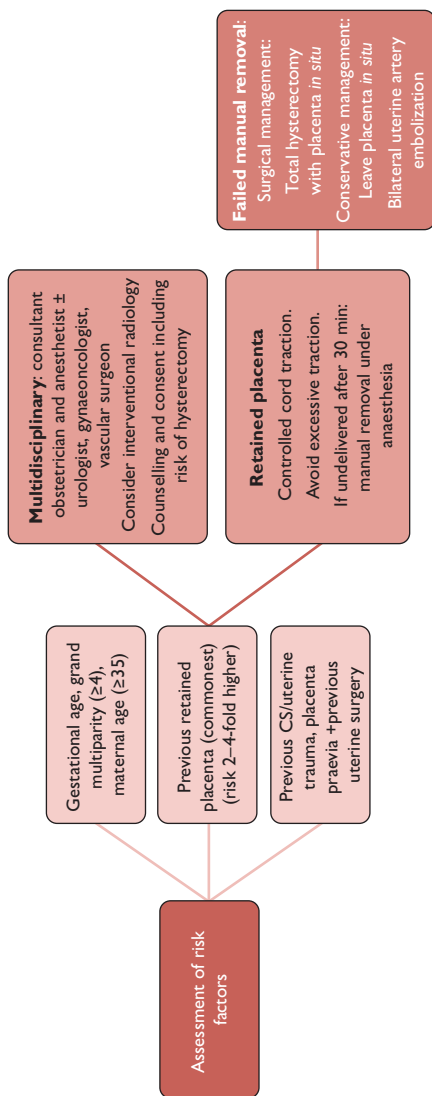 Assessment of risk
factors
Gestational age, grand
multiparity (≥4),
maternal age (≥35)
Previous retained
placenta (commonest)
(risk 2–4-fold higher)
Previous CS/uterine
trauma, placenta
praevia +previous
uterine surgery
Multidisciplinary: consultant
obstetrician and anesthetist ±
urologist, gynaeoncologist,
vascular surgeon
Consider interventional radiology
Counselling and consent including
risk of hysterectomy
Retained placenta
Controlled cord traction.
Avoid excessive traction.
If undelivered after 30 min:
manual removal under
anaesthesia
Failed manual removal:
Surgical management:
Total hysterectomy
with placenta in situ
Conservative management:
Leave placenta in situ
Bilateral uterine artery
embolization